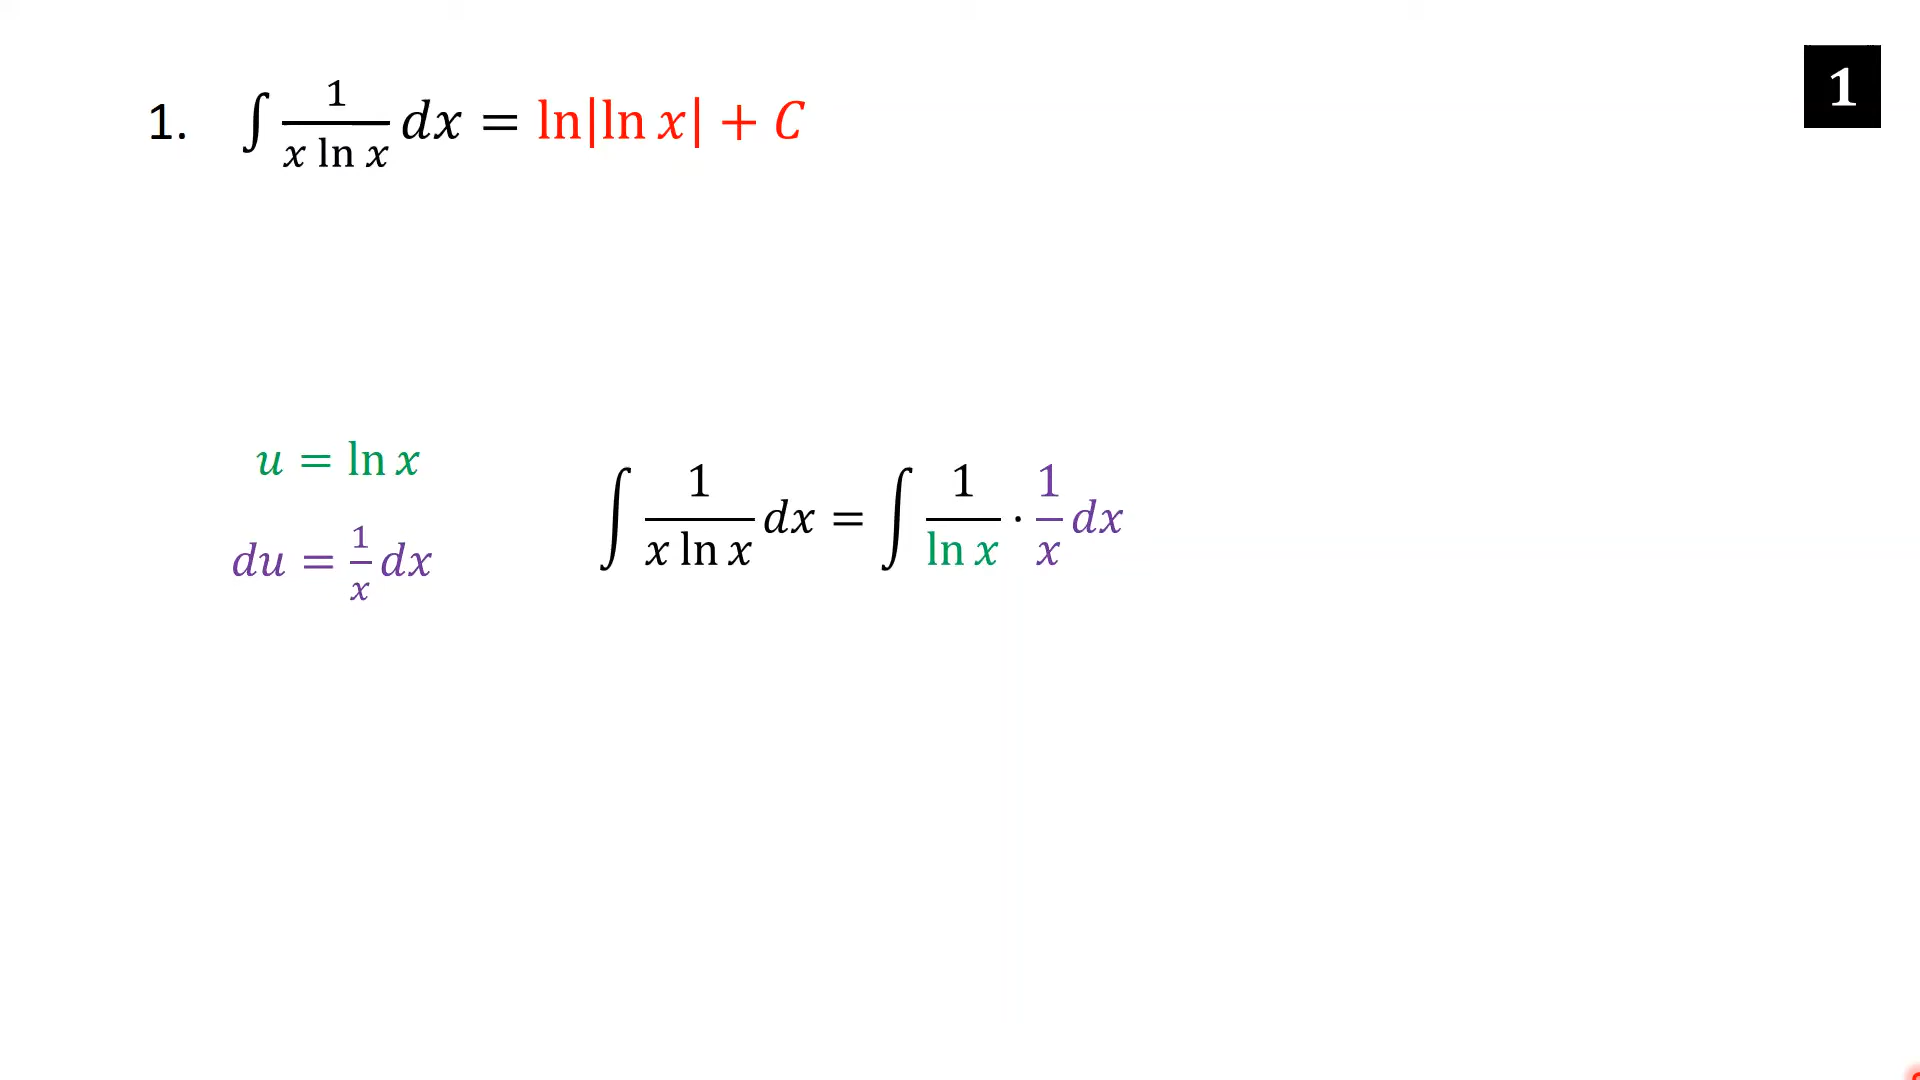 1. ∫ 1/(x ln x) dx = ln|ln x| + C
1
u = ln x
du = 1/x dx
∫ 1/(x ln x) dx = ∫ 1/(ln x) · 1/x dx